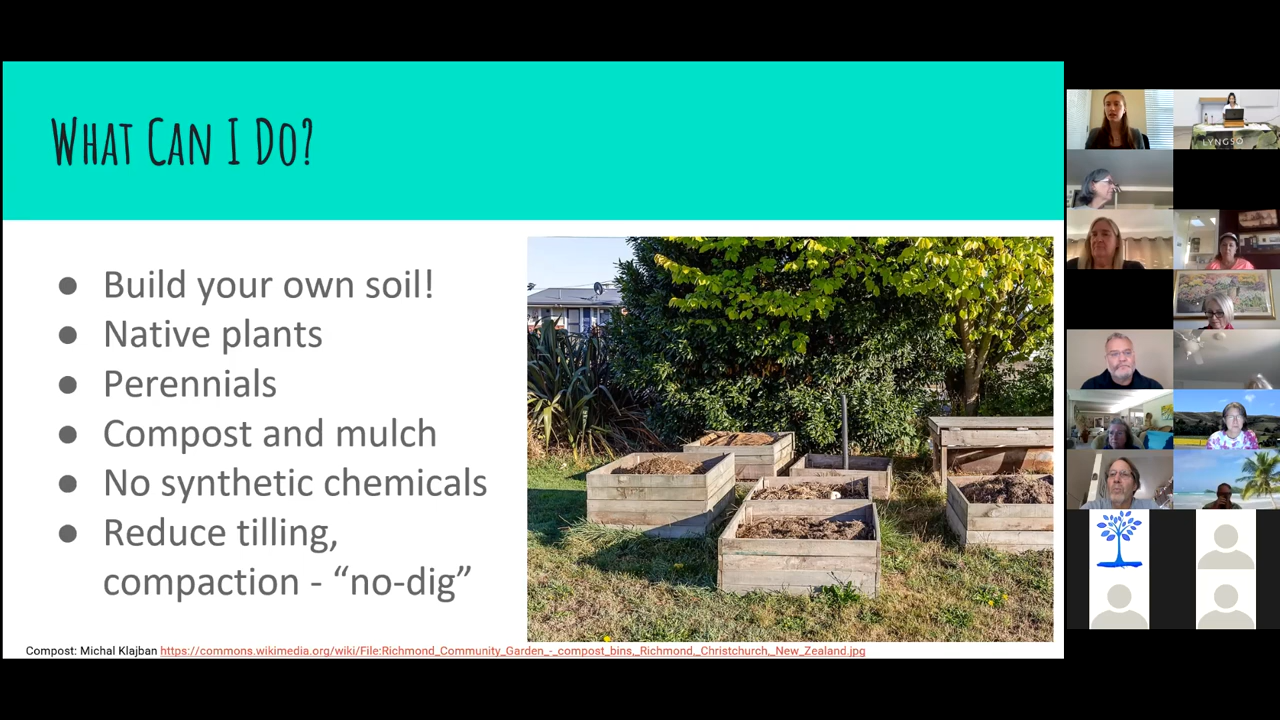 WHAT CAN I DO?
● Build your own soil!
● Native plants
● Perennials
● Compost and mulch
● No synthetic chemicals
● Reduce tilling,
compaction - “no-dig”
Compost: Michal Klajban https://commons.wikimedia.org/wiki/File:Richmond_Community_Garden_-_compost_bins,_Richmond,_Christchurch,_New_Zealand.jpg
LYNGSO